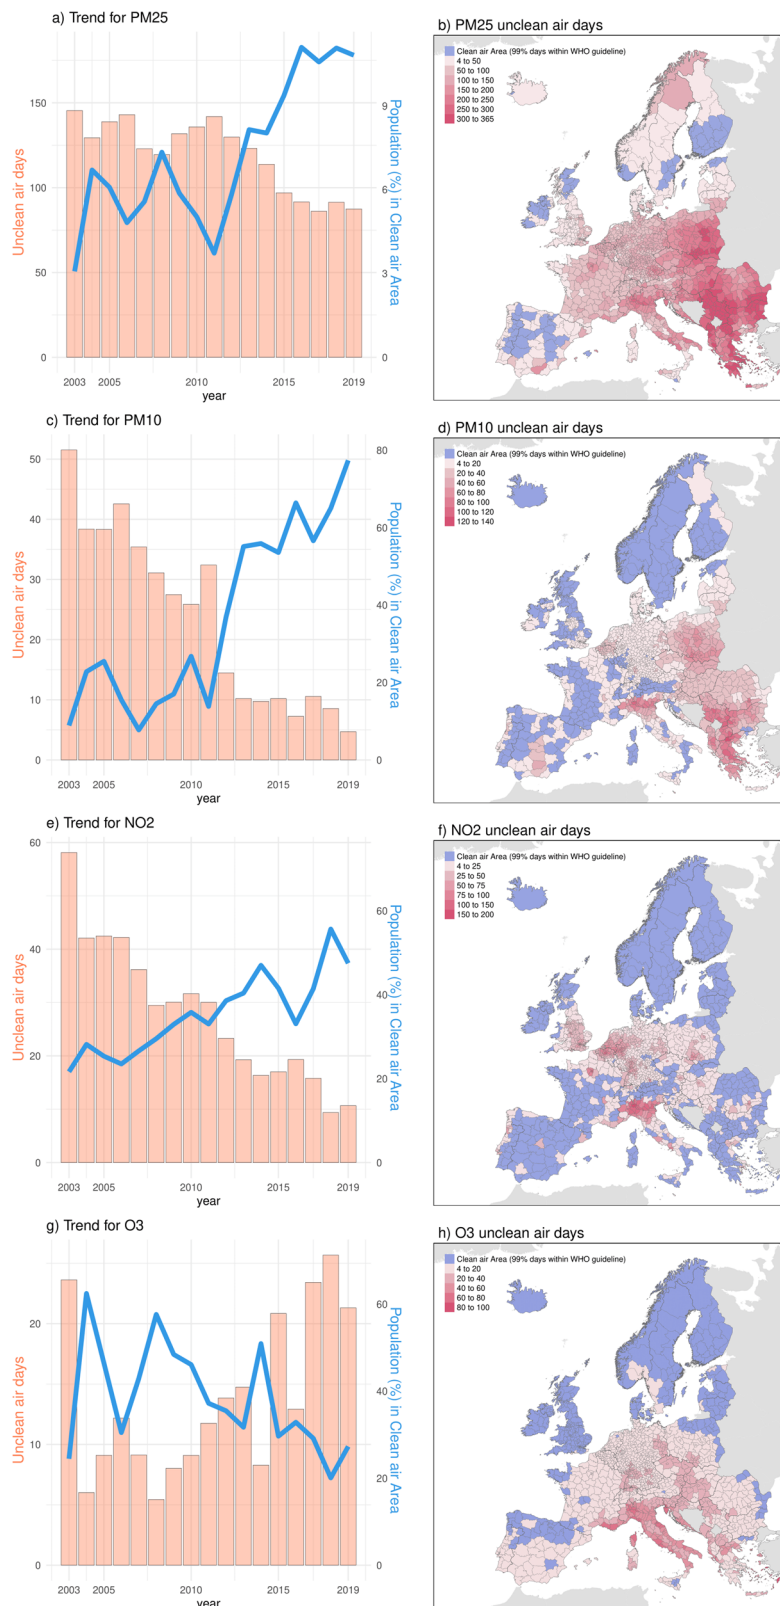 a) Trend for PM25
Unclean air days
150
100
50
0
9
6
3
0
Population (%) in Clean air Area
2003
2005
2010
2015
2019
year
b) PM25 unclean air days
Clean air Area (99% days within WHO guideline)
4 to 50
50 to 100
100 to 150
150 to 200
200 to 250
250 to 300
300 to 365
c) Trend for PM10
Unclean air days
50
40
30
20
10
0
80
60
40
20
0
Population (%) in Clean air Area
2003
2005
2010
2015
2019
year
d) PM10 unclean air days
Clean air Area (99% days within WHO guideline)
4 to 20
20 to 40
40 to 60
60 to 80
80 to 100
100 to 120
120 to 140
e) Trend for NO2
Unclean air days
60
40
20
0
60
40
20
0
Population (%) in Clean air Area
2003
2005
2010
2015
2019
year
f) NO2 unclean air days
Clean air Area (99% days within WHO guideline)
4 to 25
25 to 50
50 to 75
75 to 100
100 to 150
150 to 200
g) Trend for O3
Unclean air days
20
10
0
60
40
20
0
Population (%) in Clean air Area
2003
2005
2010
2015
2019
year
h) O3 unclean air days
Clean air Area (99% days within WHO guideline)
4 to 20
20 to 40
40 to 60
60 to 80
80 to 100